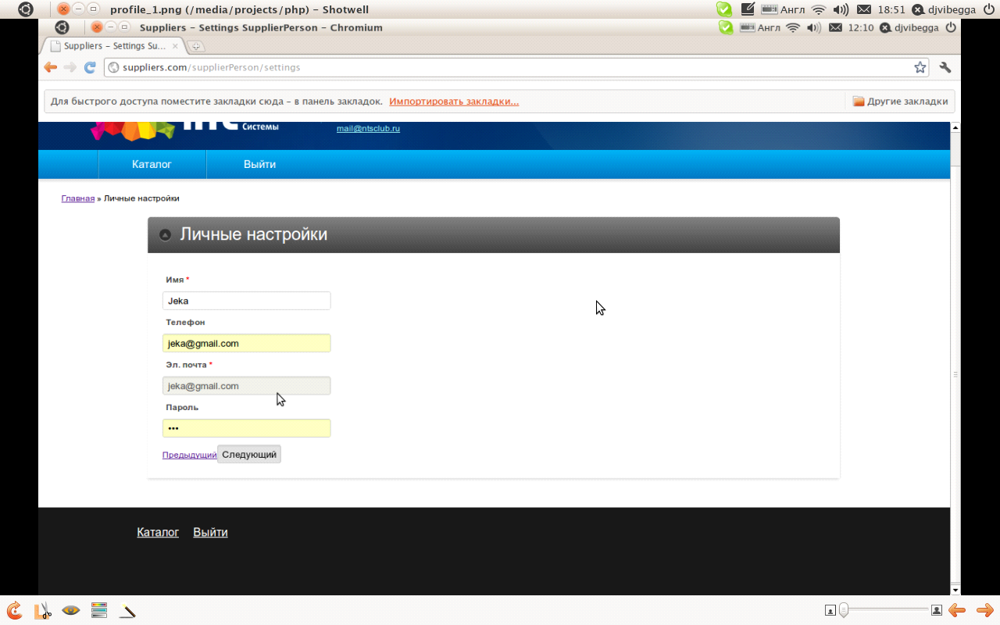 profile_1.png (/media/projects/php) – Shotwell
Англ
18:51
djvibegga
Suppliers – Settings SupplierPerson – Chromium
Англ
12:10
djvibegga
Suppliers – Settings Su...
suppliers.com/supplierPerson/settings
Для быстрого доступа поместите закладки сюда – в панель закладок. Импортировать закладки...
Другие закладки
Системы
mail@ntsclub.ru
Каталог
Выйти
Главная » Личные настройки
Личные настройки
Имя *
Jeka
Телефон
jeka@gmail.com
Эл. почта *
jeka@gmail.com
Пароль
•••
Предыдущий Следующий
Каталог Выйти